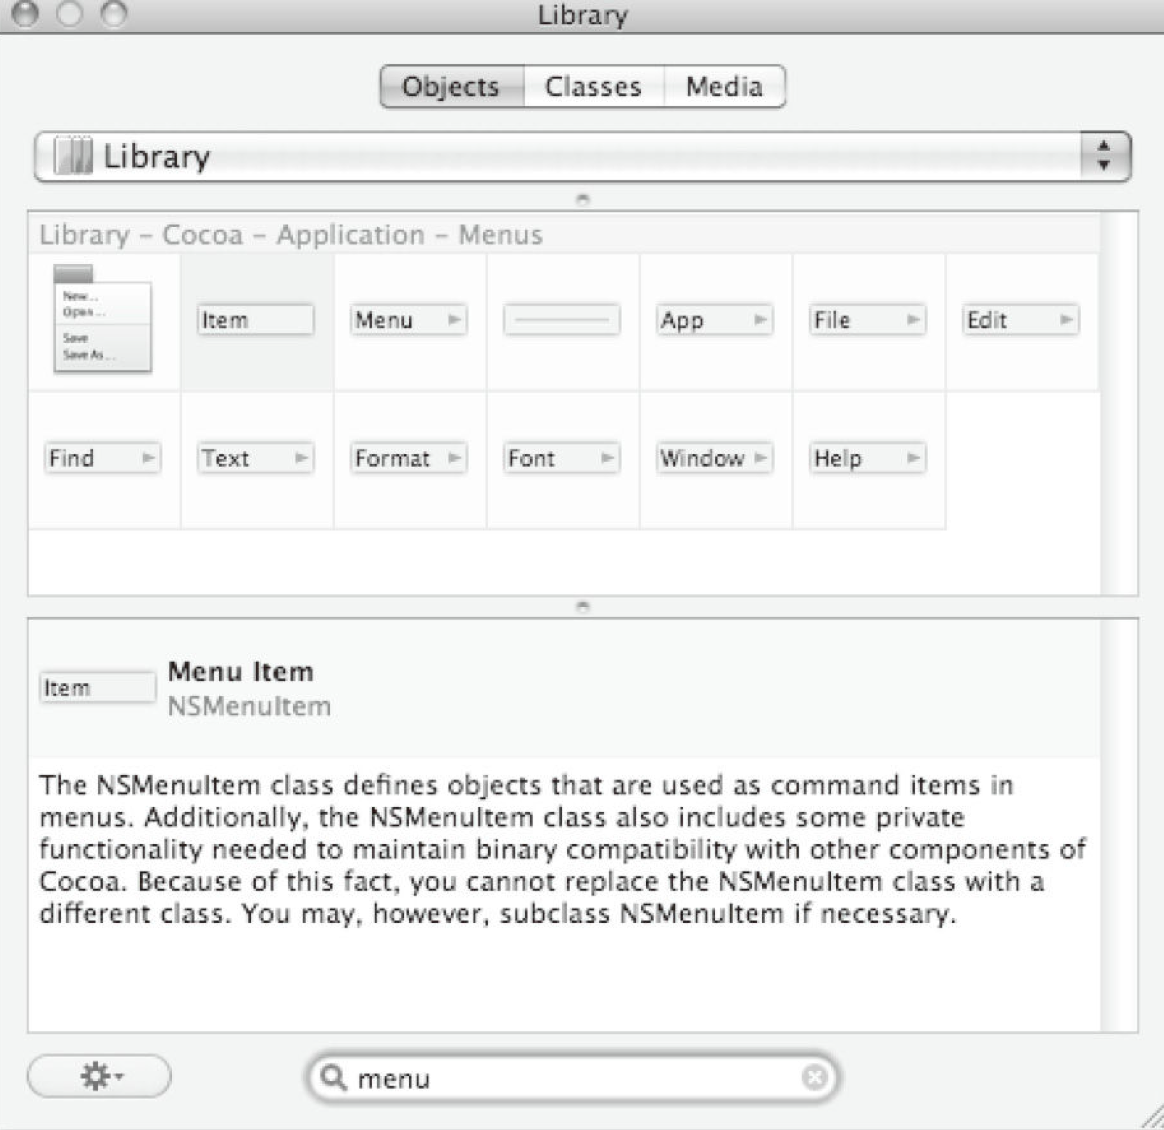 Library
Objects Classes Media
Library
Library – Cocoa – Application – Menus
New...
Open...
Save
Save As...
Item Menu App File Edit
Find Text Format Font Window Help
Item
Menu Item
NSMenuItem
The NSMenuItem class defines objects that are used as command items in
menus. Additionally, the NSMenuItem class also includes some private
functionality needed to maintain binary compatibility with other components of
Cocoa. Because of this fact, you cannot replace the NSMenuItem class with a
different class. You may, however, subclass NSMenuItem if necessary.
menu